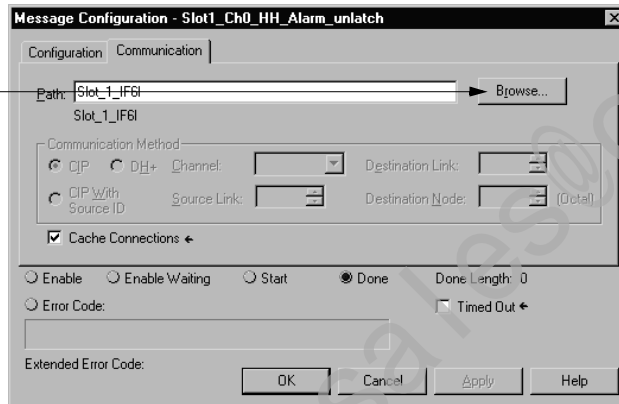 Message Configuration - Slot1_Ch0_HH_Alarm_unlatch
Configuration Communication
Path: Slot_1_IF6I Browse...
Slot_1_IF6I
Communication Method
CIP DH+ Channel: Destination Link:
CIP With Source ID Source Link: Destination Node: (Octal)
Cache Connections
Enable Enable Waiting Start Done Done Length: 0
Error Code: Timed Out
Extended Error Code:
OK Cancel Apply Help
sales@